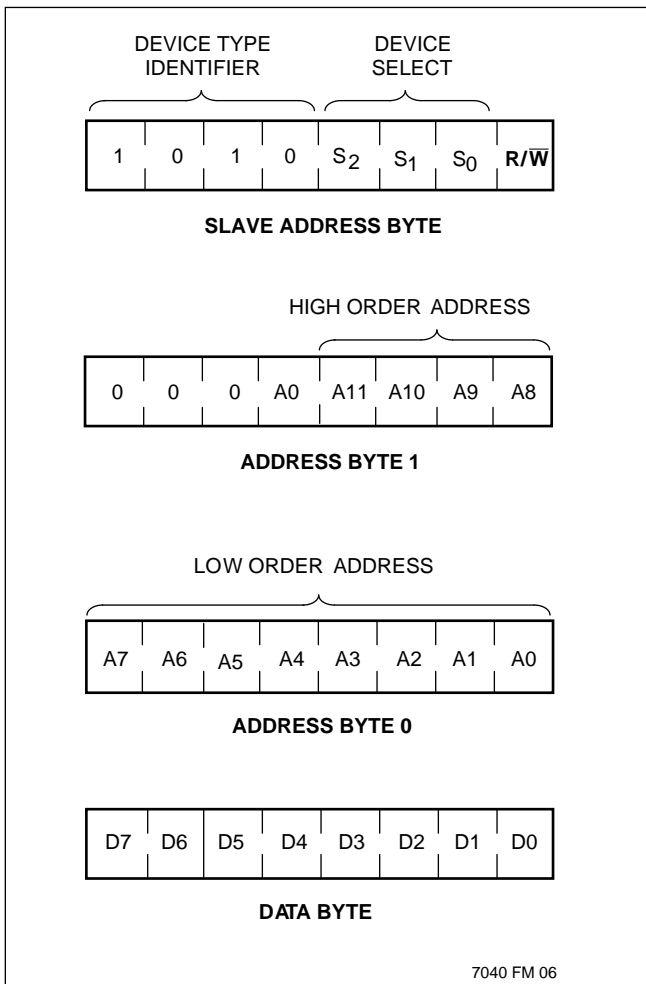 DEVICE TYPE IDENTIFIER DEVICE SELECT
1 0 1 0 S2 S1 S0 R/W̅
SLAVE ADDRESS BYTE
HIGH ORDER ADDRESS
0 0 0 A0 A11 A10 A9 A8
ADDRESS BYTE 1
LOW ORDER ADDRESS
A7 A6 A5 A4 A3 A2 A1 A0
ADDRESS BYTE 0
D7 D6 D5 D4 D3 D2 D1 D0
DATA BYTE
7040 FM 06